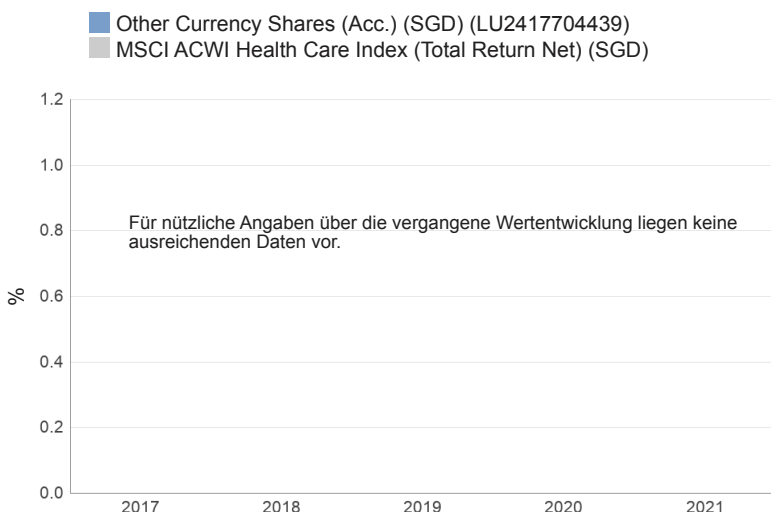 Other Currency Shares (Acc.) (SGD) (LU2417704439)
MSCI ACWI Health Care Index (Total Return Net) (SGD)
1.2
1.0
Für nützliche Angaben über die vergangene Wertentwicklung liegen keine
0.8
ausreichenden Daten vor.
%
0.6
0.4
0.2
0.0
2017 2018 2019 2020 2021